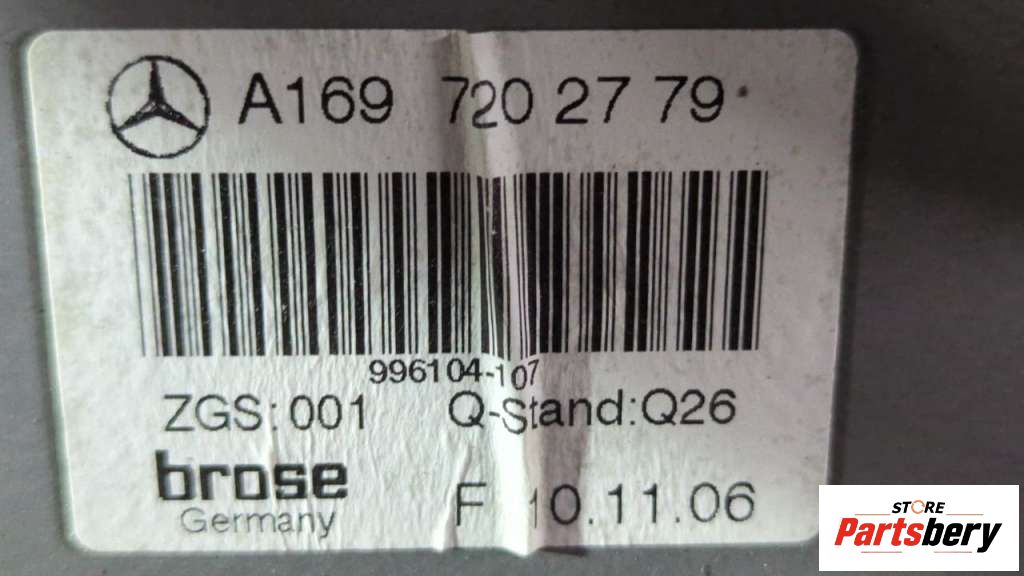 A169 720 27 79
996104-107
ZGS:001 Q-Stand:Q26
brose
Germany F 10.11.06
STORE
Partsbery